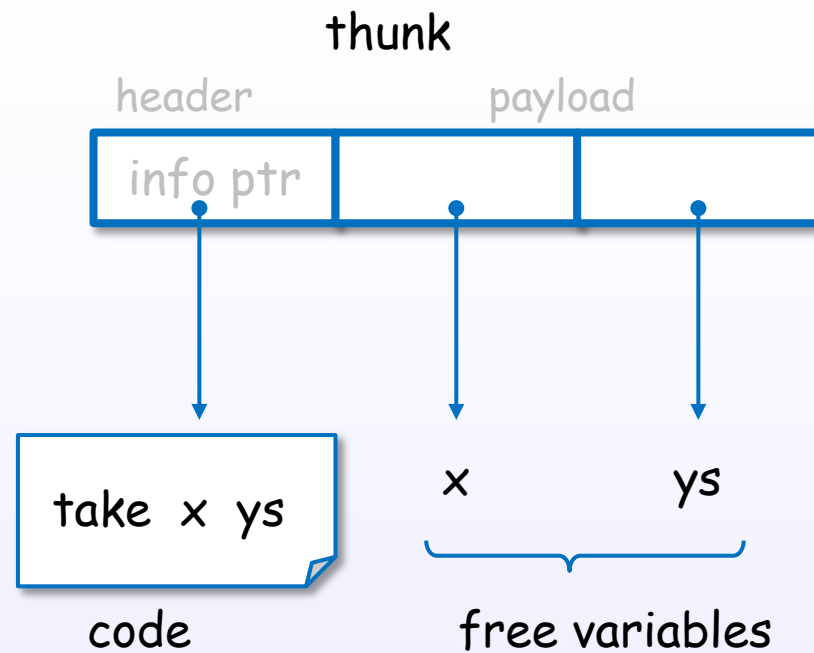 thunk
header payload
info ptr
take x ys
x ys
code free variables